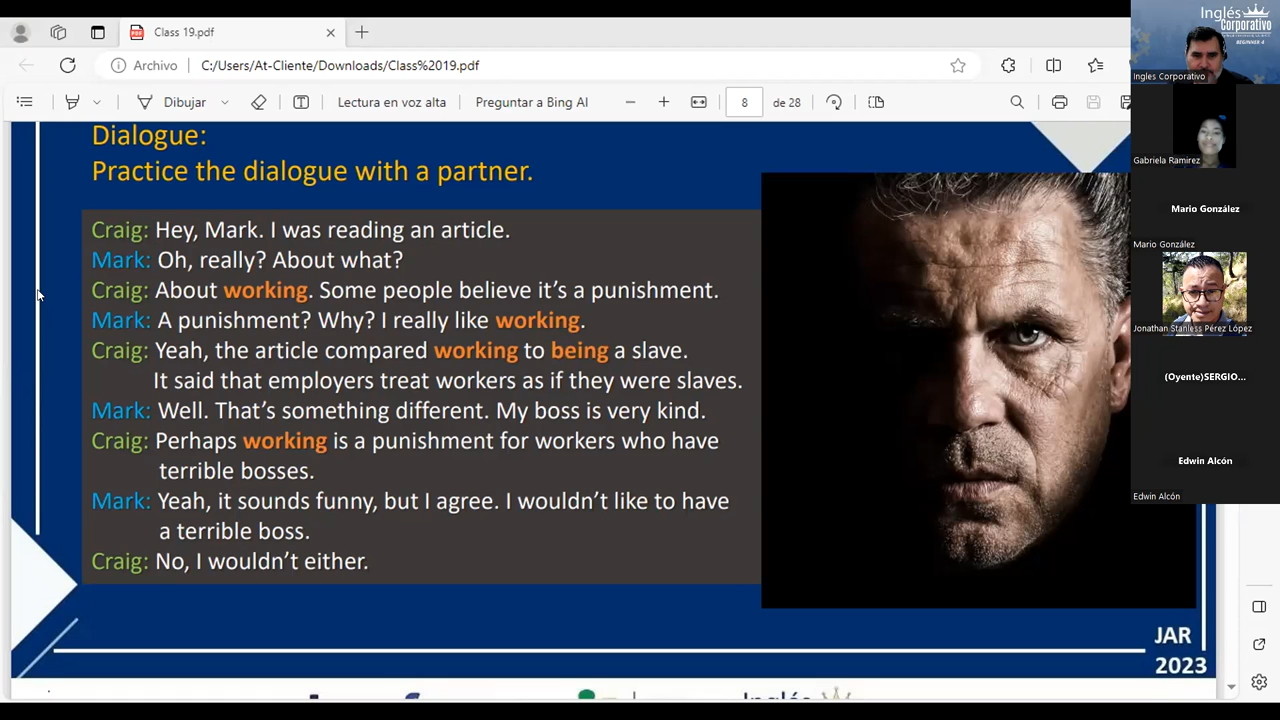 Class 19.pdf
Archivo
C:/Users/At-Cliente/Downloads/Class%2019.pdf
Dibujar
Lectura en voz alta
Preguntar a Bing AI
8
de 28
Dialogue:
Practice the dialogue with a partner.
Craig: Hey, Mark. I was reading an article.
Mark: Oh, really? About what?
Craig: About working. Some people believe it's a punishment.
Mark: A punishment? Why? I really like working.
Craig: Yeah, the article compared working to being a slave.
It said that employers treat workers as if they were slaves.
Mark: Well. That's something different. My boss is very kind.
Craig: Perhaps working is a punishment for workers who have
terrible bosses.
Mark: Yeah, it sounds funny, but I agree. I wouldn't like to have
a terrible boss.
Craig: No, I wouldn't either.
JAR
2023
Inglés
Corporativo
BEGINNER 4
Ingles Corporativo
Gabriela Ramirez
Mario González
Mario González
Jonathan Stanless Pérez López
(Oyente)SERGIO...
Edwin Alcón
Edwin Alcón